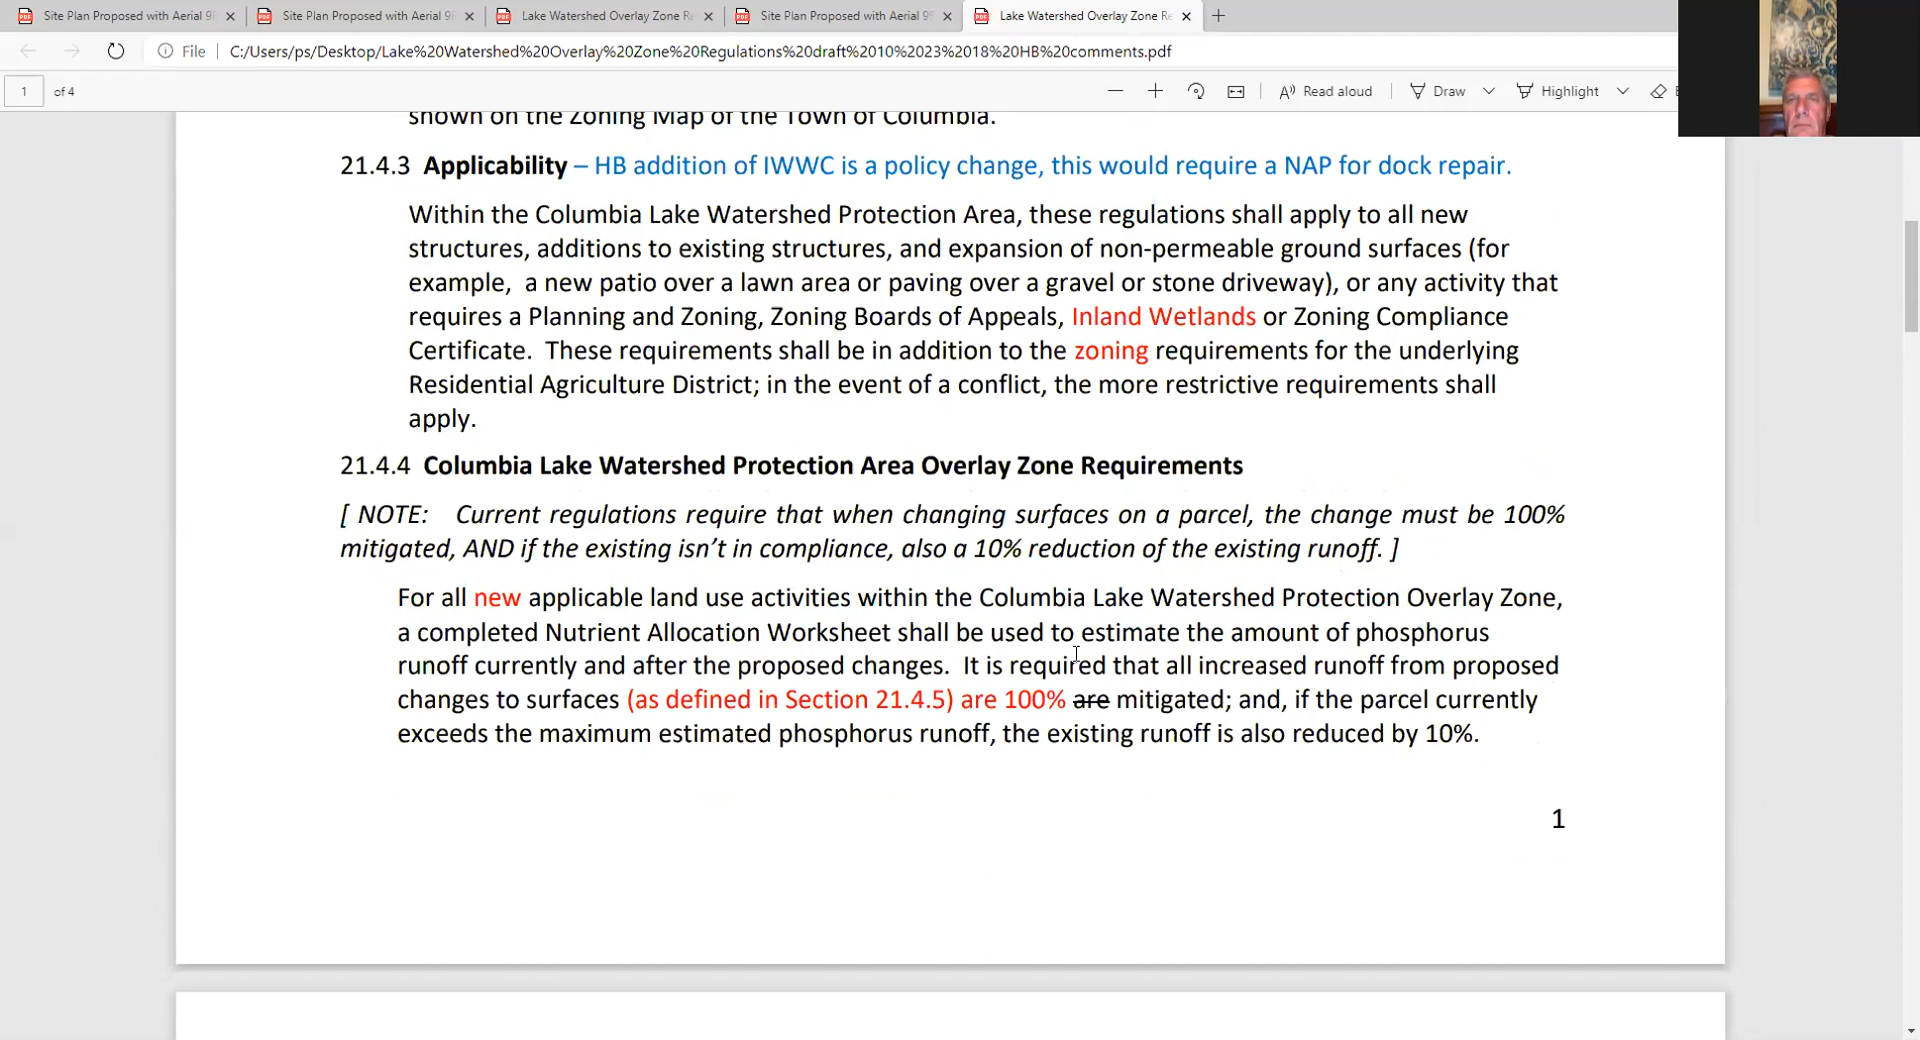 Site Plan Proposed with Aerial 9F
Site Plan Proposed with Aerial 9F
Lake Watershed Overlay Zone Re
Site Plan Proposed with Aerial 9F
Lake Watershed Overlay Zone Re
File C:/Users/ps/Desktop/Lake%20Watershed%20Overlay%20Zone%20Regulations%20draft%2010%2023%2018%20HB%20comments.pdf
1 of 4 Read aloud Draw Highlight
shown on the Zoning Map of the Town of Columbia.
21.4.3 Applicability – HB addition of IWWC is a policy change, this would require a NAP for dock repair.
Within the Columbia Lake Watershed Protection Area, these regulations shall apply to all new
structures, additions to existing structures, and expansion of non-permeable ground surfaces (for
example, a new patio over a lawn area or paving over a gravel or stone driveway), or any activity that
requires a Planning and Zoning, Zoning Boards of Appeals, Inland Wetlands or Zoning Compliance
Certificate. These requirements shall be in addition to the zoning requirements for the underlying
Residential Agriculture District; in the event of a conflict, the more restrictive requirements shall
apply.
21.4.4 Columbia Lake Watershed Protection Area Overlay Zone Requirements
[ NOTE: Current regulations require that when changing surfaces on a parcel, the change must be 100%
mitigated, AND if the existing isn’t in compliance, also a 10% reduction of the existing runoff. ]
For all new applicable land use activities within the Columbia Lake Watershed Protection Overlay Zone,
a completed Nutrient Allocation Worksheet shall be used to estimate the amount of phosphorus
runoff currently and after the proposed changes. It is required that all increased runoff from proposed
changes to surfaces (as defined in Section 21.4.5) are 100% are mitigated; and, if the parcel currently
exceeds the maximum estimated phosphorus runoff, the existing runoff is also reduced by 10%.
1